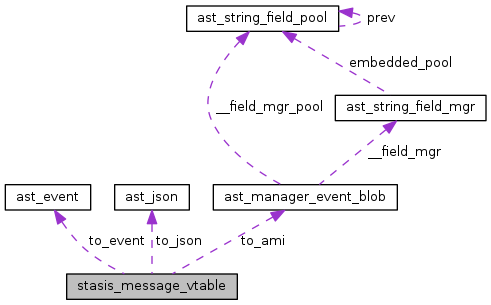 ast_string_field_pool
prev
embedded_pool
__field_mgr_pool
ast_string_field_mgr
__field_mgr
ast_event
ast_json
ast_manager_event_blob
to_event
to_json
to_ami
stasis_message_vtable